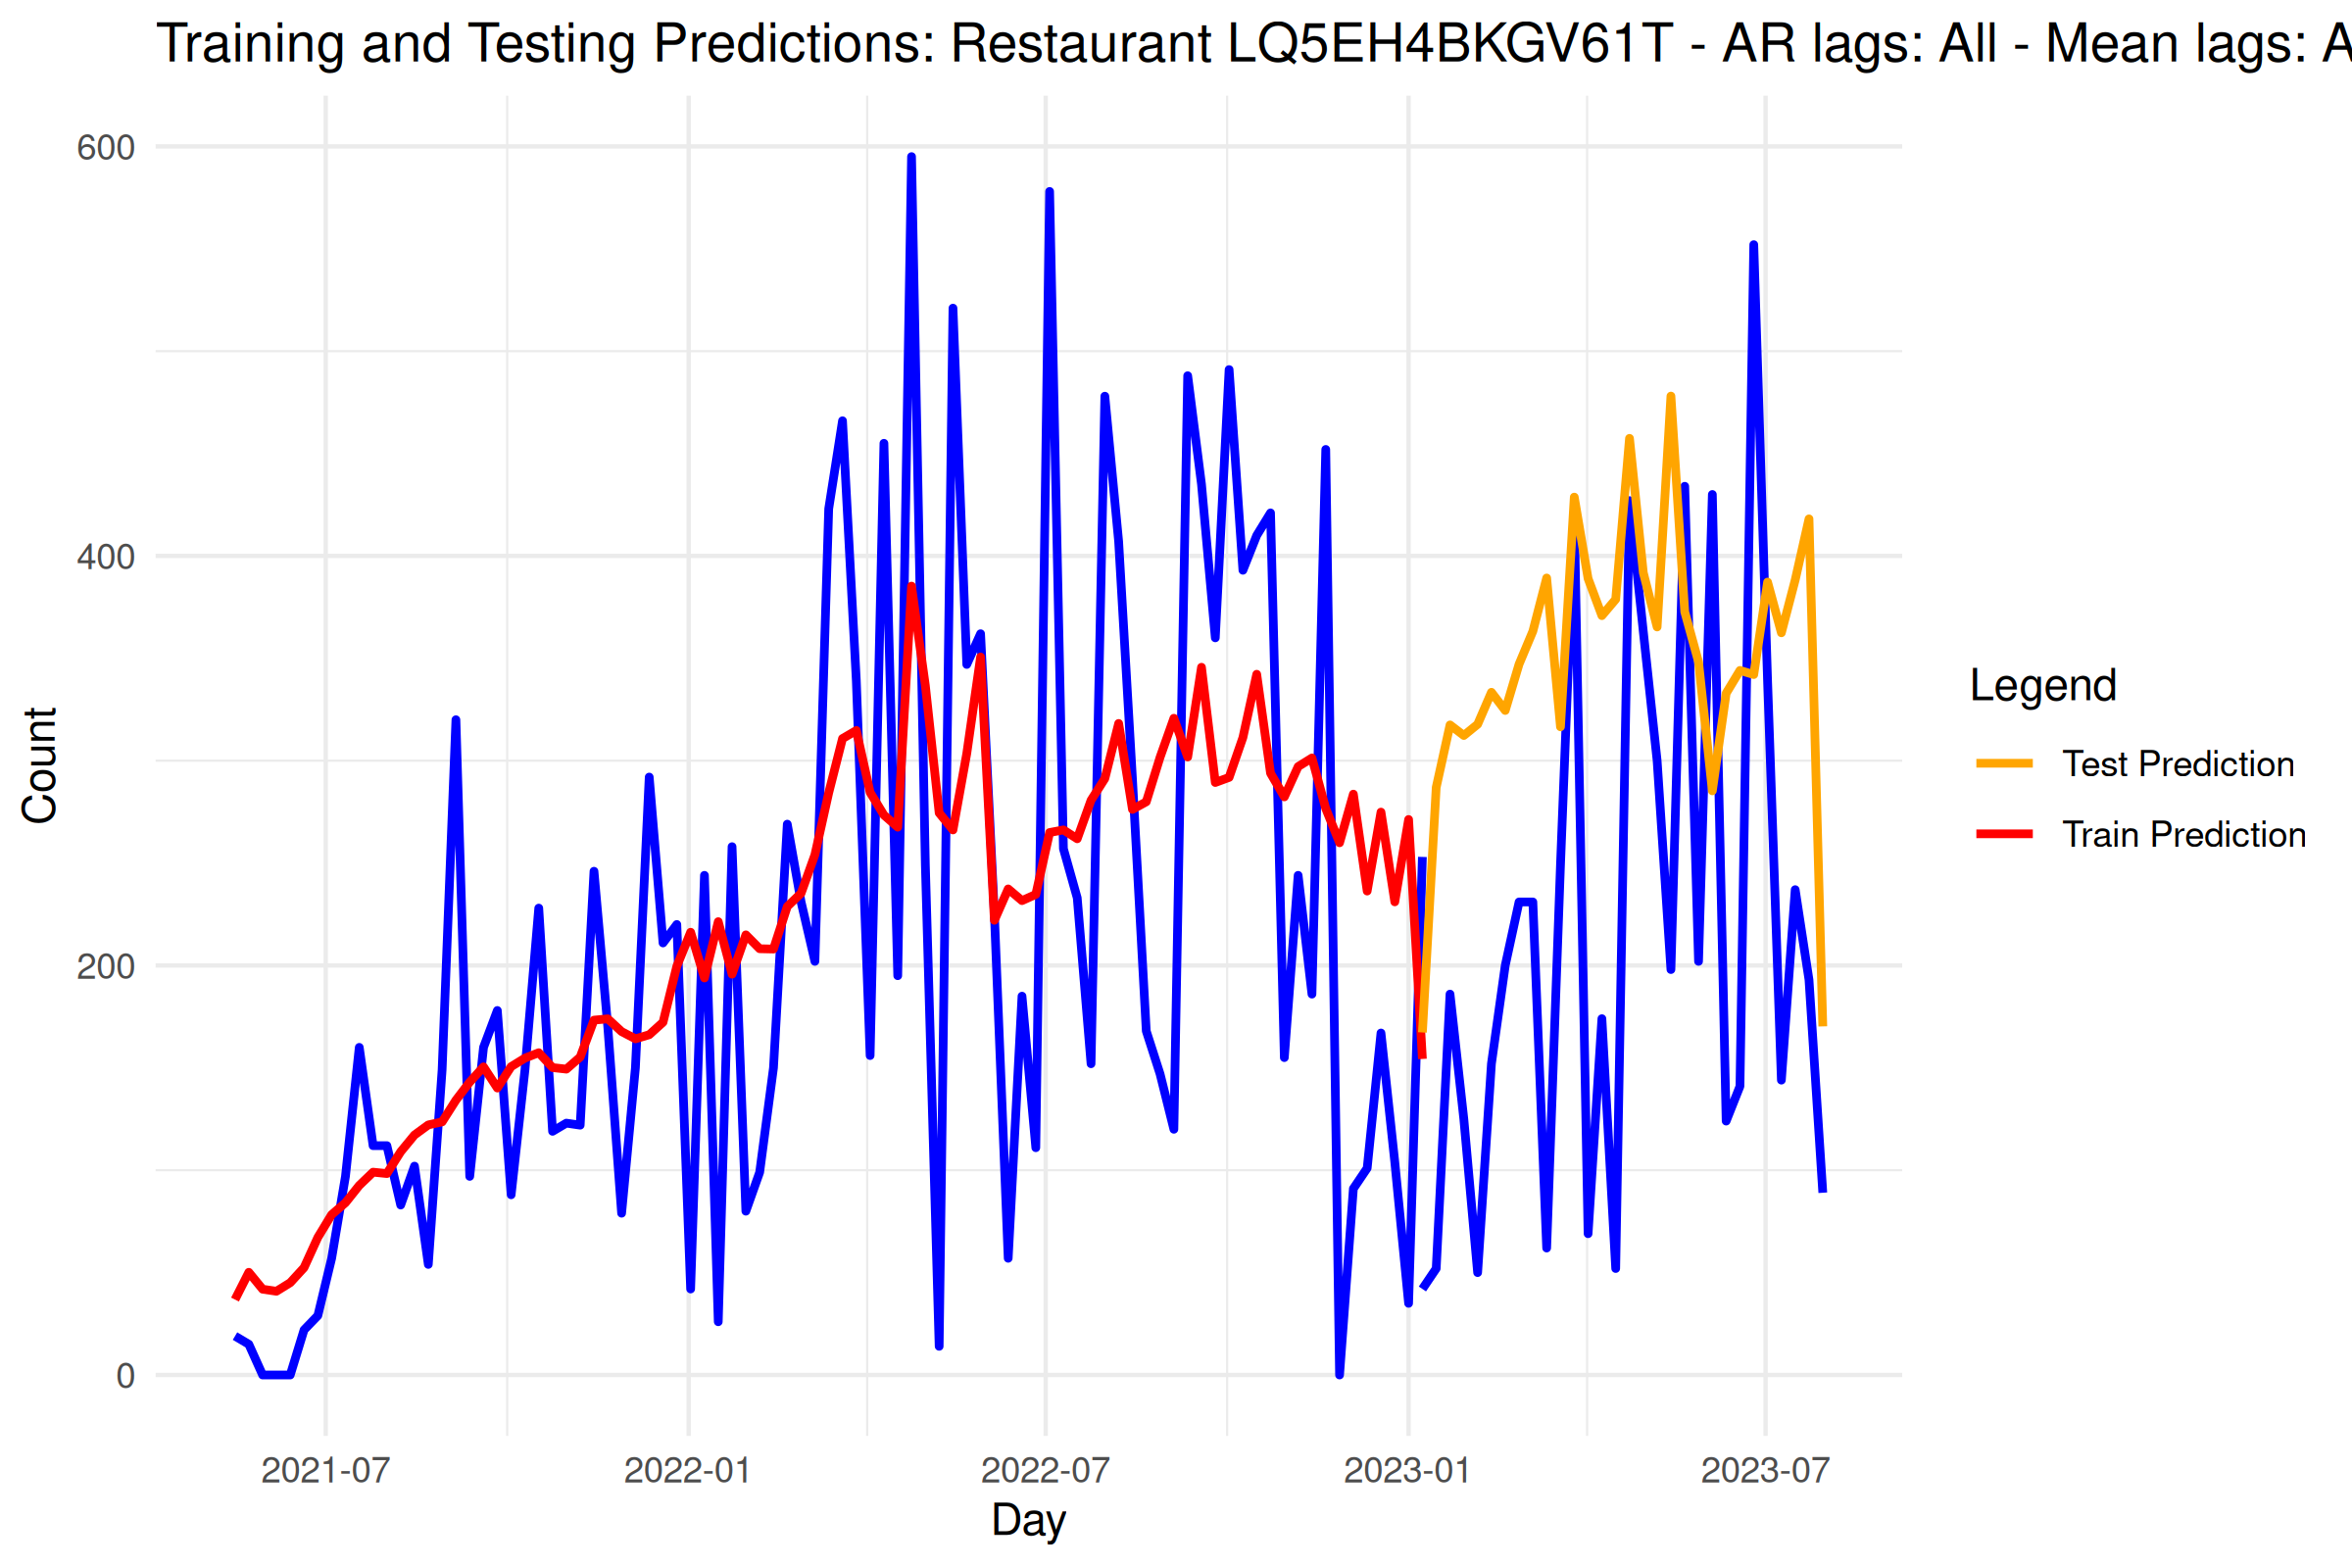 Training and Testing Predictions: Restaurant LQ5EH4BKGV61T - AR lags: All - Mean lags: A
600
400
200
0
Count
2021-07
2022-01
2022-07
2023-01
2023-07
Day
Legend
Test Prediction
Train Prediction